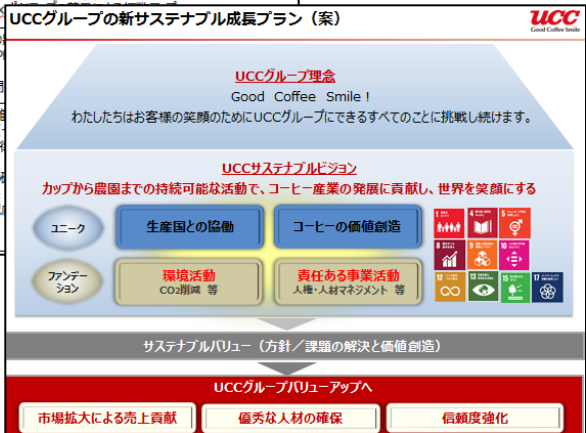 UCCグループの新サステナブル成長プラン（案）
UCC
Good Coffee Smile
UCCグループ理念
Good Coffee Smile！
わたしたちはお客様の笑顔のためにUCCグループにできるすべてのことに挑戦し続けます。
UCCサステナブルビジョン
カップから農園までの持続可能な活動で、コーヒー産業の発展に貢献し、世界を笑顔にする
ユニーク
生産国との協働
コーヒーの価値創造
1
4
5
8
9
10
ファンデー
ション
環境活動
CO2削減 等
責任ある事業活動
人権・人材マネジメント 等
12
13
15
17
サステナブルバリュー（方針／課題の解決と価値創造）
UCCグループバリューアップへ
市場拡大による売上貢献
優秀な人材の確保
信頼度強化